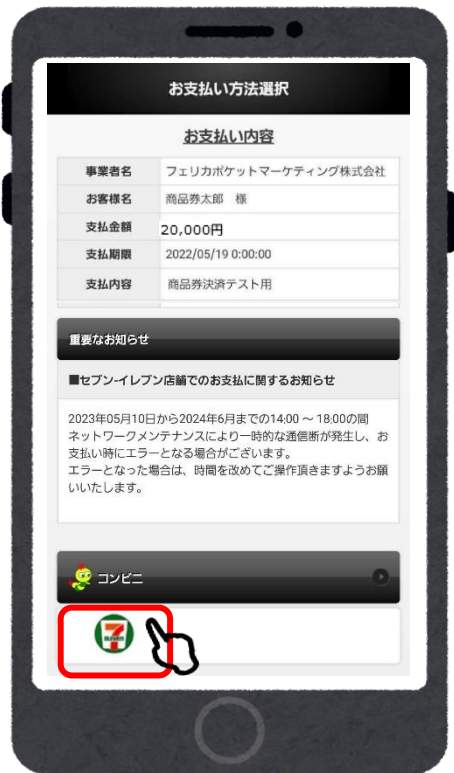 お支払い方法選択
お支払い内容
事業者名 フェリカポケットマーケティング株式会社
お客様名 商品券太郎 様
支払金額 20,000円
支払期限 2022/05/19 0:00:00
支払内容 商品券決済テスト用
重要なお知らせ
■セブン-イレブン店舗でのお支払に関するお知らせ
2023年05月10日から2024年6月までの14:00 ~ 18:00の間
ネットワークメンテナンスにより一時的な通信断が発生し、お
支払い時にエラーとなる場合がございます。
エラーとなった場合は、時間を改めてご操作頂きますようお願
いいたします。
コンビニ
7
ELEVEN